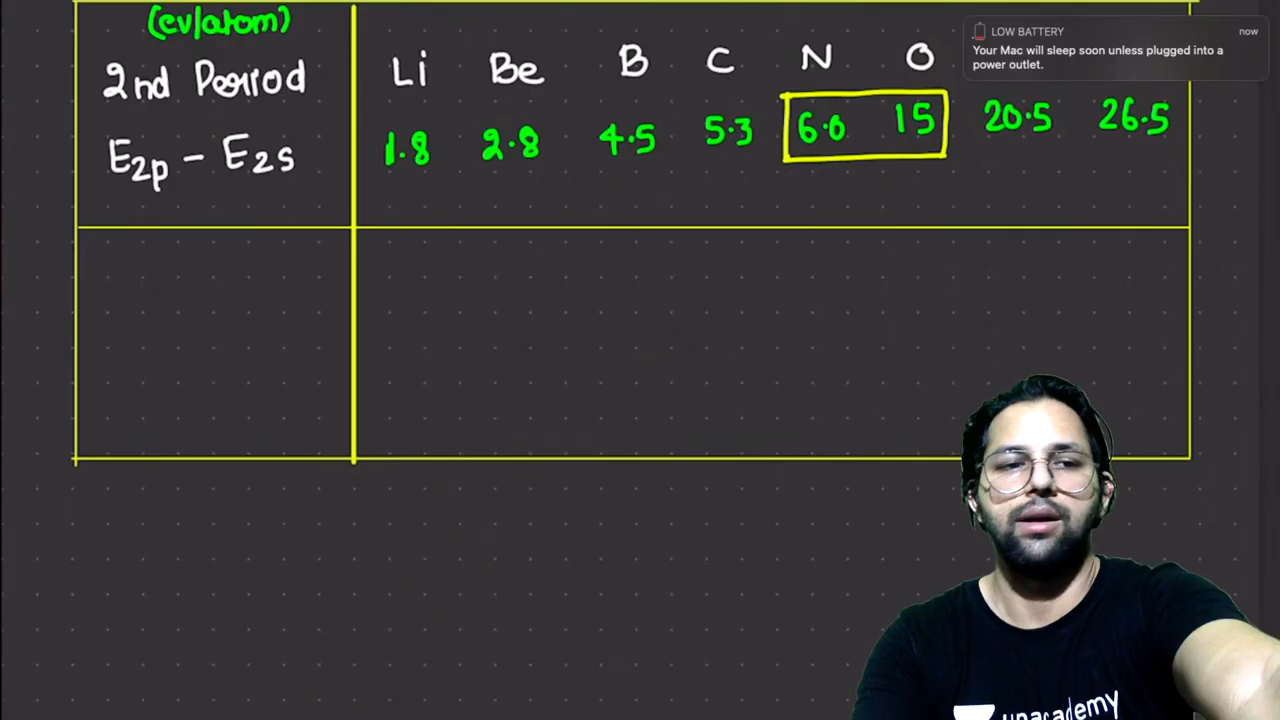 (ev/atom)
LOW BATTERY now
Your Mac will sleep soon unless plugged into a
power outlet.
2nd Period Li Be B C N O
E2p - E2s 1.8 2.8 4.5 5.3 6.0 15 20.5 26.5
unacademy